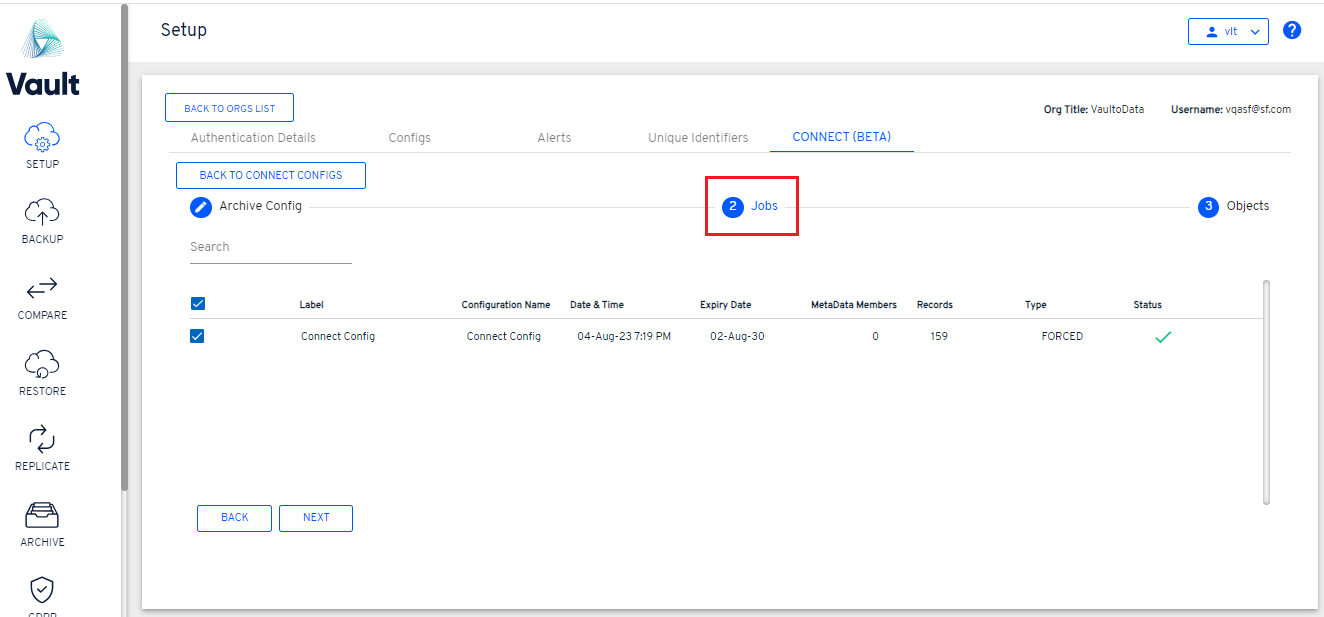 Vault
SETUP
BACKUP
COMPARE
RESTORE
REPLICATE
ARCHIVE
GDPR
Setup
vlt
?
BACK TO ORGS LIST
Org Title: VaultoData Username: vqasf@sf.com
Authentication Details Configs Alerts Unique Identifiers CONNECT (BETA)
BACK TO CONNECT CONFIGS
Archive Config 2 Jobs 3 Objects
Search
Label Configuration Name Date & Time Expiry Date MetaData Members Records Type Status
Connect Config Connect Config 04-Aug-23 7:19 PM 02-Aug-30 0 159 FORCED
BACK NEXT